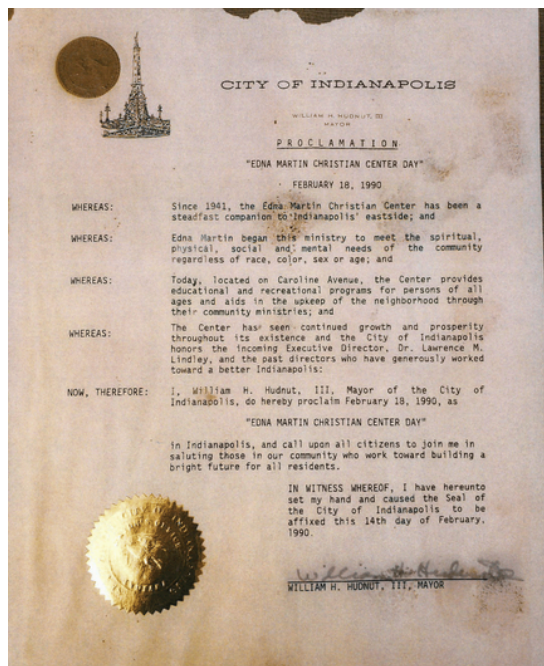 CITY OF INDIANAPOLIS
WILLIAM H. HUDNUT, III
MAYOR
PROCLAMATION
"EDNA MARTIN CHRISTIAN CENTER DAY"
FEBRUARY 18, 1990
WHEREAS: Since 1941, the Edna Martin Christian Center has been a
steadfast companion to Indianapolis' eastside; and
WHEREAS: Edna Martin began this ministry to meet the spiritual,
physical, social and mental needs of the community
regardless of race, color, sex or age; and
WHEREAS: Today, located on Caroline Avenue, the Center provides
educational and recreational programs for persons of all
ages and aids in the upkeep of the neighborhood through
their community ministries; and
WHEREAS: The Center has seen continued growth and prosperity
throughout its existence and the City of Indianapolis
honors the incoming Executive Director, Dr. Lawrence M.
Lindley, and the past directors who have generously worked
toward a better Indianapolis:
NOW, THEREFORE: I, William H. Hudnut, III, Mayor of the City of
Indianapolis, do hereby proclaim February 18, 1990, as
"EDNA MARTIN CHRISTIAN CENTER DAY"
in Indianapolis, and call upon all citizens to join me in
saluting those in our community who work toward building a
bright future for all residents.
IN WITNESS WHEREOF, I have hereunto
set my hand and caused the Seal of
the City of Indianapolis to be
affixed this 14th day of February,
1990.
William H. Hudnut III
WILLIAM H. HUDNUT, III, MAYOR